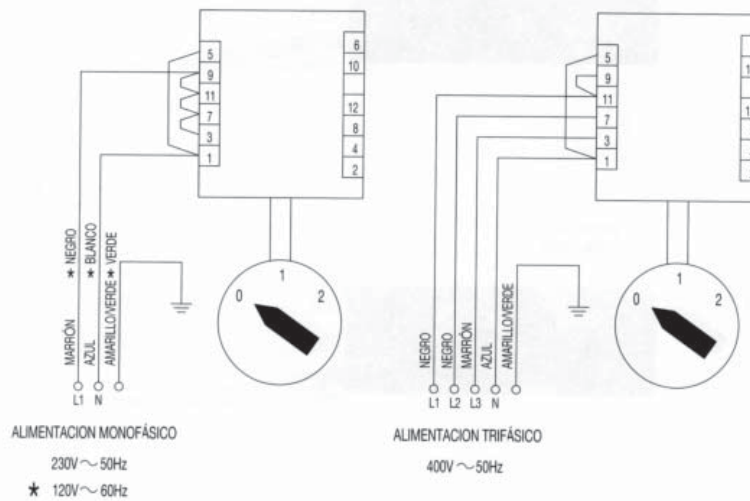 5
9
11
7
3
1
6
10
12
8
4
2
0 1 2
MARRÓN ★ NEGRO
AZUL ★ BLANCO
AMARILLO/VERDE ★ VERDE
L1 N
ALIMENTACION MONOFÁSICO
230V～50Hz
★ 120V～60Hz
5
9
11
7
3
1
0 1 2
NEGRO
NEGRO
MARRÓN
AZUL
AMARILLO/VERDE
L1 L2 L3 N
ALIMENTACION TRIFÁSICO
400V～50Hz